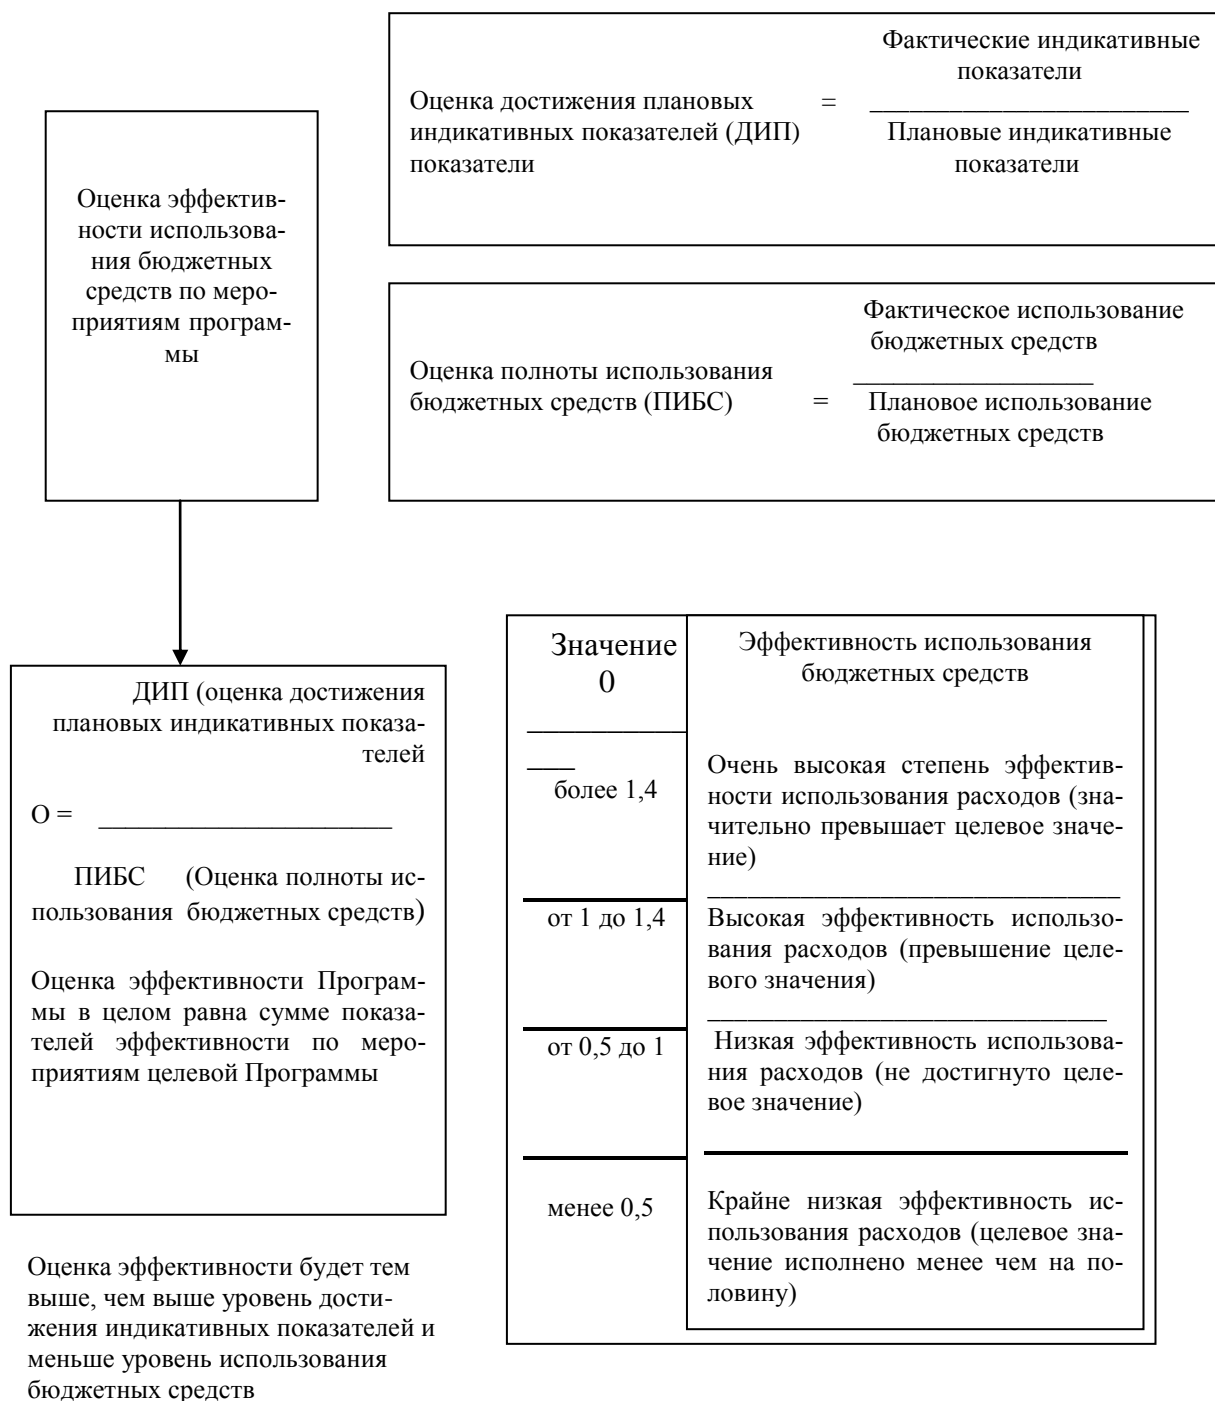 Оценка эффектив-
ности использова-
ния бюджетных
средств по меро-
приятиям програм-
мы
Фактические индикативные
показатели
Оценка достижения плановых = ________________________
индикативных показателей (ДИП) Плановые индикативные
показатели показатели
Фактическое использование
бюджетных средств
Оценка полноты использования __________________
бюджетных средств (ПИБС) = Плановое использование
бюджетных средств
ДИП (оценка достижения
плановых индикативных показа-
телей
О = ______________________
ПИБС (Оценка полноты ис-
пользования бюджетных средств)
Оценка эффективности Програм-
мы в целом равна сумме показа-
телей эффективности по меро-
приятиям целевой Программы
Оценка эффективности будет тем
выше, чем выше уровень дости-
жения индикативных показателей и
меньше уровень использования
бюджетных средств
Значение
0
__________
___
Эффективность использования
бюджетных средств
более 1,4
Очень высокая степень эффектив-
ности использования расходов (зна-
чительно превышает целевое значе-
ние)
_______________________________
от 1 до 1,4
Высокая эффективность использо-
вания расходов (превышение целе-
вого значения)
______________________________
от 0,5 до 1
Низкая эффективность использова-
ния расходов (не достигнуто целе-
вое значение)
менее 0,5
Крайне низкая эффективность ис-
пользования расходов (целевое зна-
чение исполнено менее чем на по-
ловину)